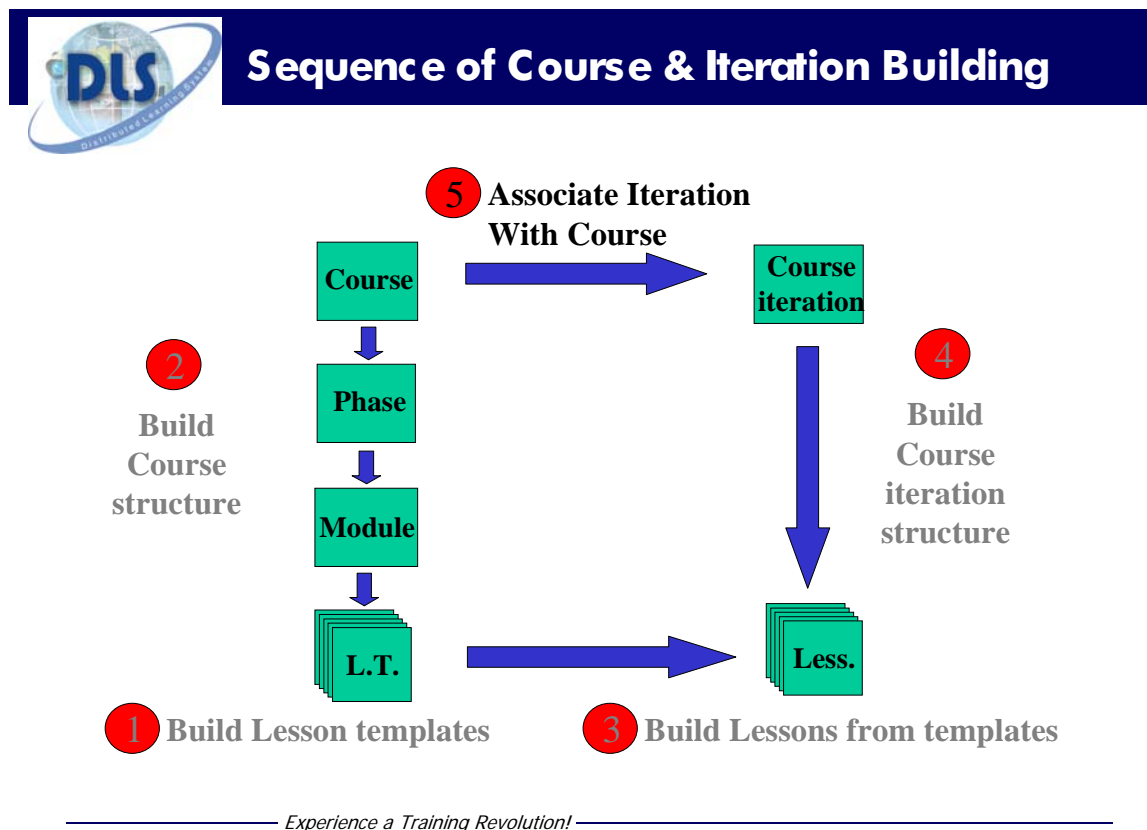 DLS
Distributed Learning System
Sequence of Course & Iteration Building
5 Associate Iteration
With Course
Course
Course
iteration
2
Build
Course
structure
Phase
4
Build
Course
iteration
structure
Module
L.T.
Less.
1 Build Lesson templates
3 Build Lessons from templates
Experience a Training Revolution!